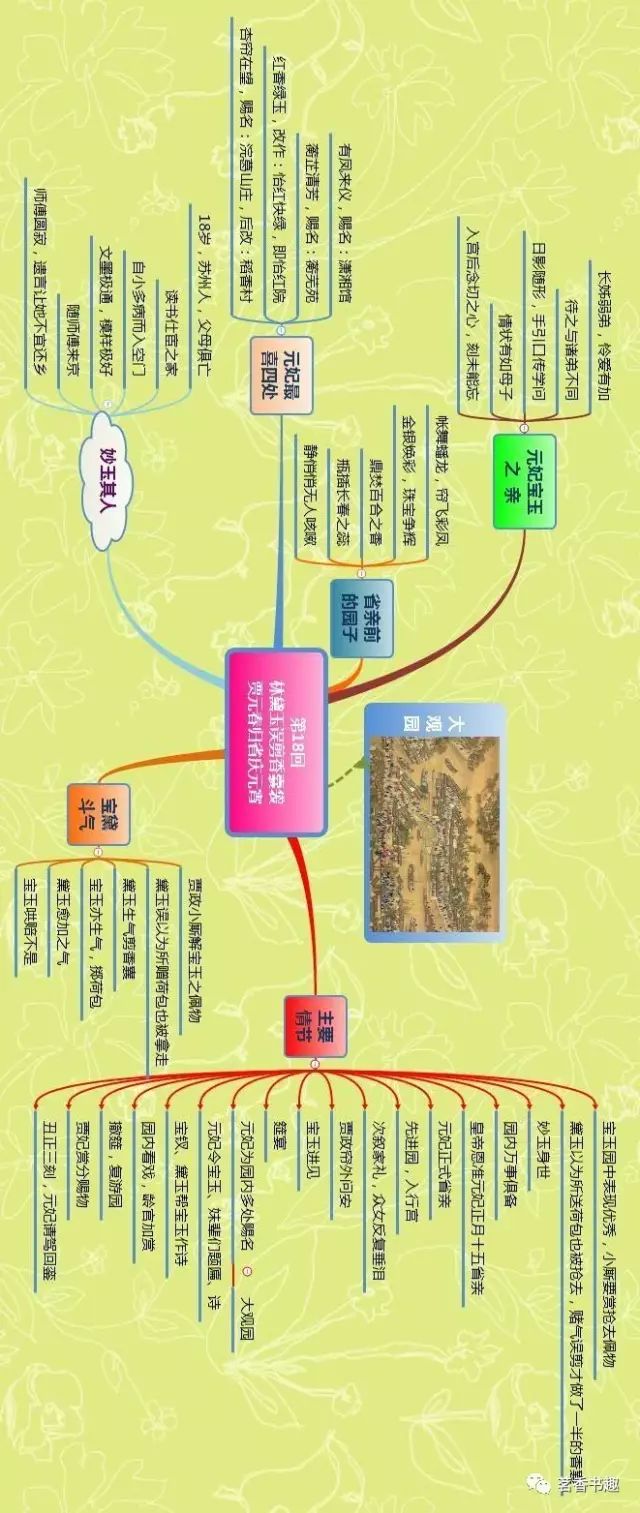 第18回
林黛玉误剪香囊袋
贾元春归省庆元宵
大观园
主要
情节
宝玉园中表现优秀，小厮要赏抢去佩物
黛玉以为所送荷包也被抢去，赌气误剪才做了一半的香囊
妙玉身世
园内万事俱备
皇帝恩准元妃正月十五省亲
元妃正式省亲
先进园，入行宫
次叙家礼，众女反复垂泪
贾政帘外问安
宝玉进见
筵宴
元妃为园内多处赐名
大观园
元妃令宝玉、妹辈们题匾、诗
宝钗、黛玉帮宝玉作诗
园内看戏，龄官加赏
撤筵，复游园
贾妃赏分赐物
丑正三刻，元妃请驾回銮
宝黛
斗气
贾政小厮解宝玉之佩物
黛玉误以为所赠荷包也被拿走
黛玉生气剪香囊
宝玉亦生气，掷荷包
黛玉愈加之气
宝玉哄赔不是
元妃宝玉
之亲
长姊弱弟，怜爱有加
待之与诸弟不同
日影随形，手引口传学问
情状有如母子
入宫后念切之心，刻未能忘
省亲前
的园子
帐舞蟠龙，帘飞彩凤
金银焕彩，珠宝争辉
鼎焚百合之香
瓶插长春之蕊
静悄悄无人咳嗽
元妃最
喜四处
有凤来仪，赐名：潇湘馆
蘅芷清芳，赐名：蘅芜苑
红香绿玉，改作：怡红快绿，即怡红院
杏帘在望，赐名：浣葛山庄，后改：稻香村
妙玉其人
18岁，苏州人，父母俱亡
读书仕宦之家
自小多病而入空门
文墨极通，模样极好
随师傅来京
师傅圆寂，遗言让她不宜还乡
茗香书趣